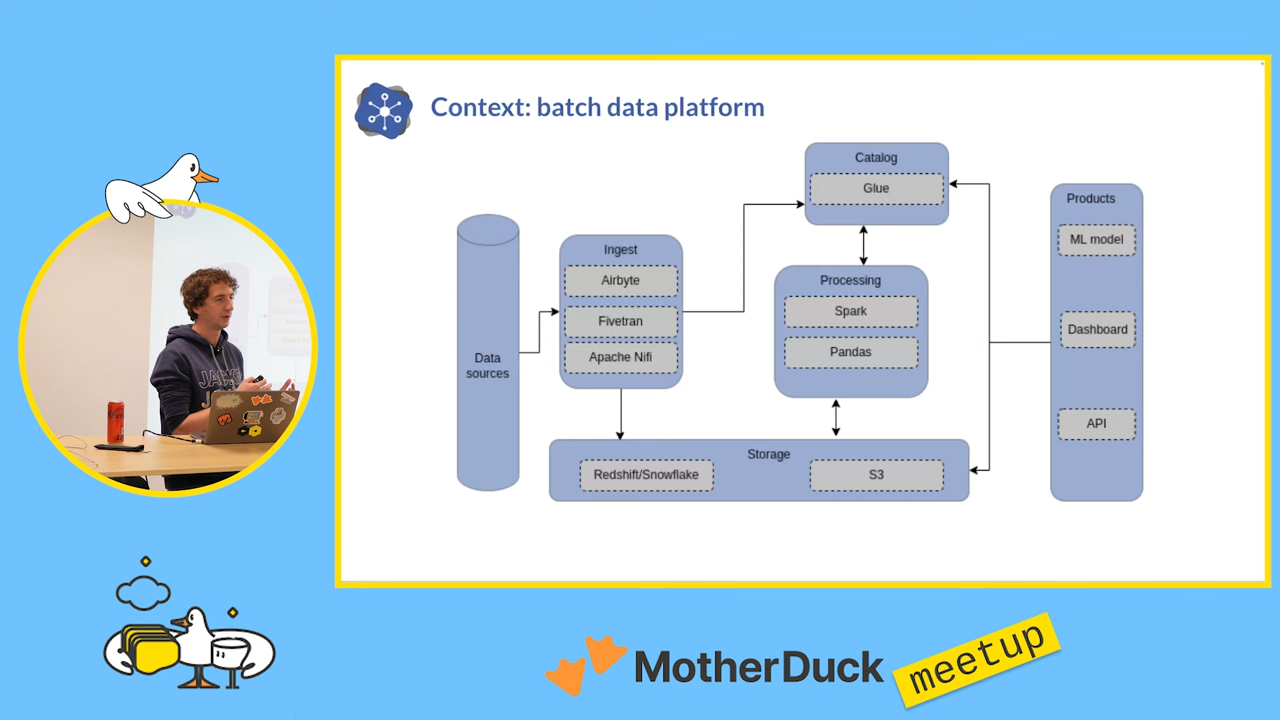 Context: batch data platform
Catalog
Glue
Products
ML model
Dashboard
API
Ingest
Airbyte
Fivetran
Apache Nifi
Processing
Spark
Pandas
Data
sources
Storage
Redshift/Snowflake
S3
MotherDuck
meetup